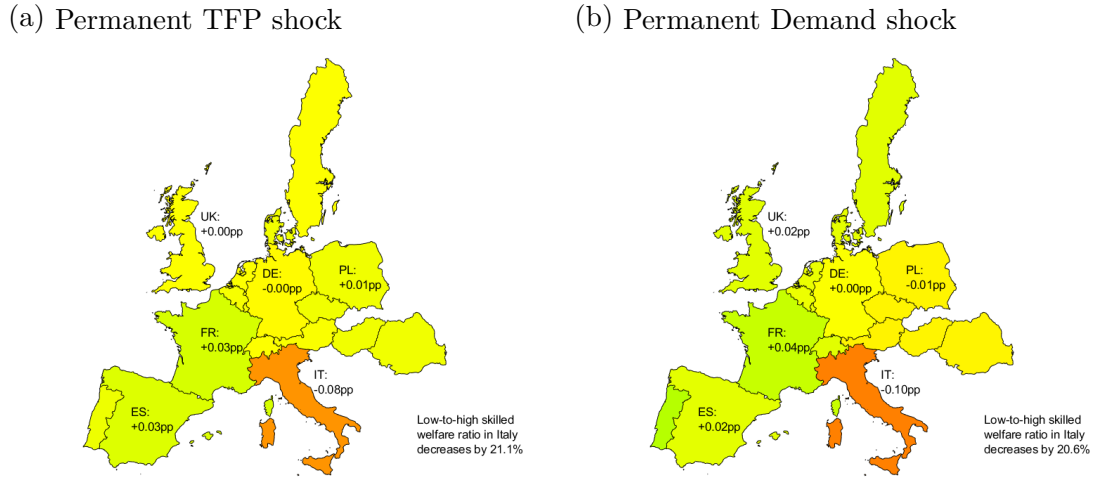 (a) Permanent TFP shock
UK:
+0.00pp
DE:
-0.00pp
PL:
+0.01pp
FR:
+0.03pp
IT:
-0.08pp
ES:
+0.03pp
Low-to-high skilled
welfare ratio in Italy
decreases by 21.1%
(b) Permanent Demand shock
UK:
+0.02pp
DE:
+0.00pp
PL:
-0.01pp
FR:
+0.04pp
IT:
-0.10pp
ES:
+0.02pp
Low-to-high skilled
welfare ratio in Italy
decreases by 20.6%